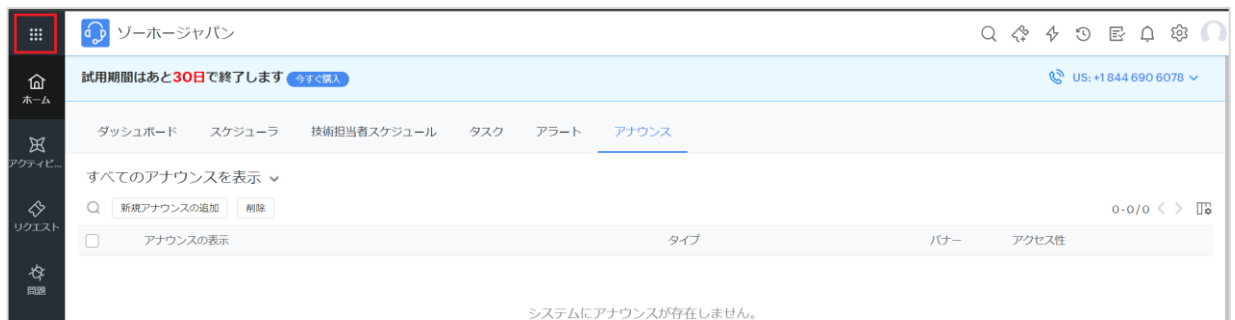 ゾーホージャパン
試用期間はあと30日で終了します 今すぐ購入 US: +1 844 690 6078
ホーム
ダッシュボード スケジューラ 技術担当者スケジュール タスク アラート アナウンス
アクティビ...
すべてのアナウンスを表示
新規アナウンスの追加 削除 0-0/0
リクエスト
アナウンスの表示 タイプ バナー アクセス性
問題
システムにアナウンスが存在しません。